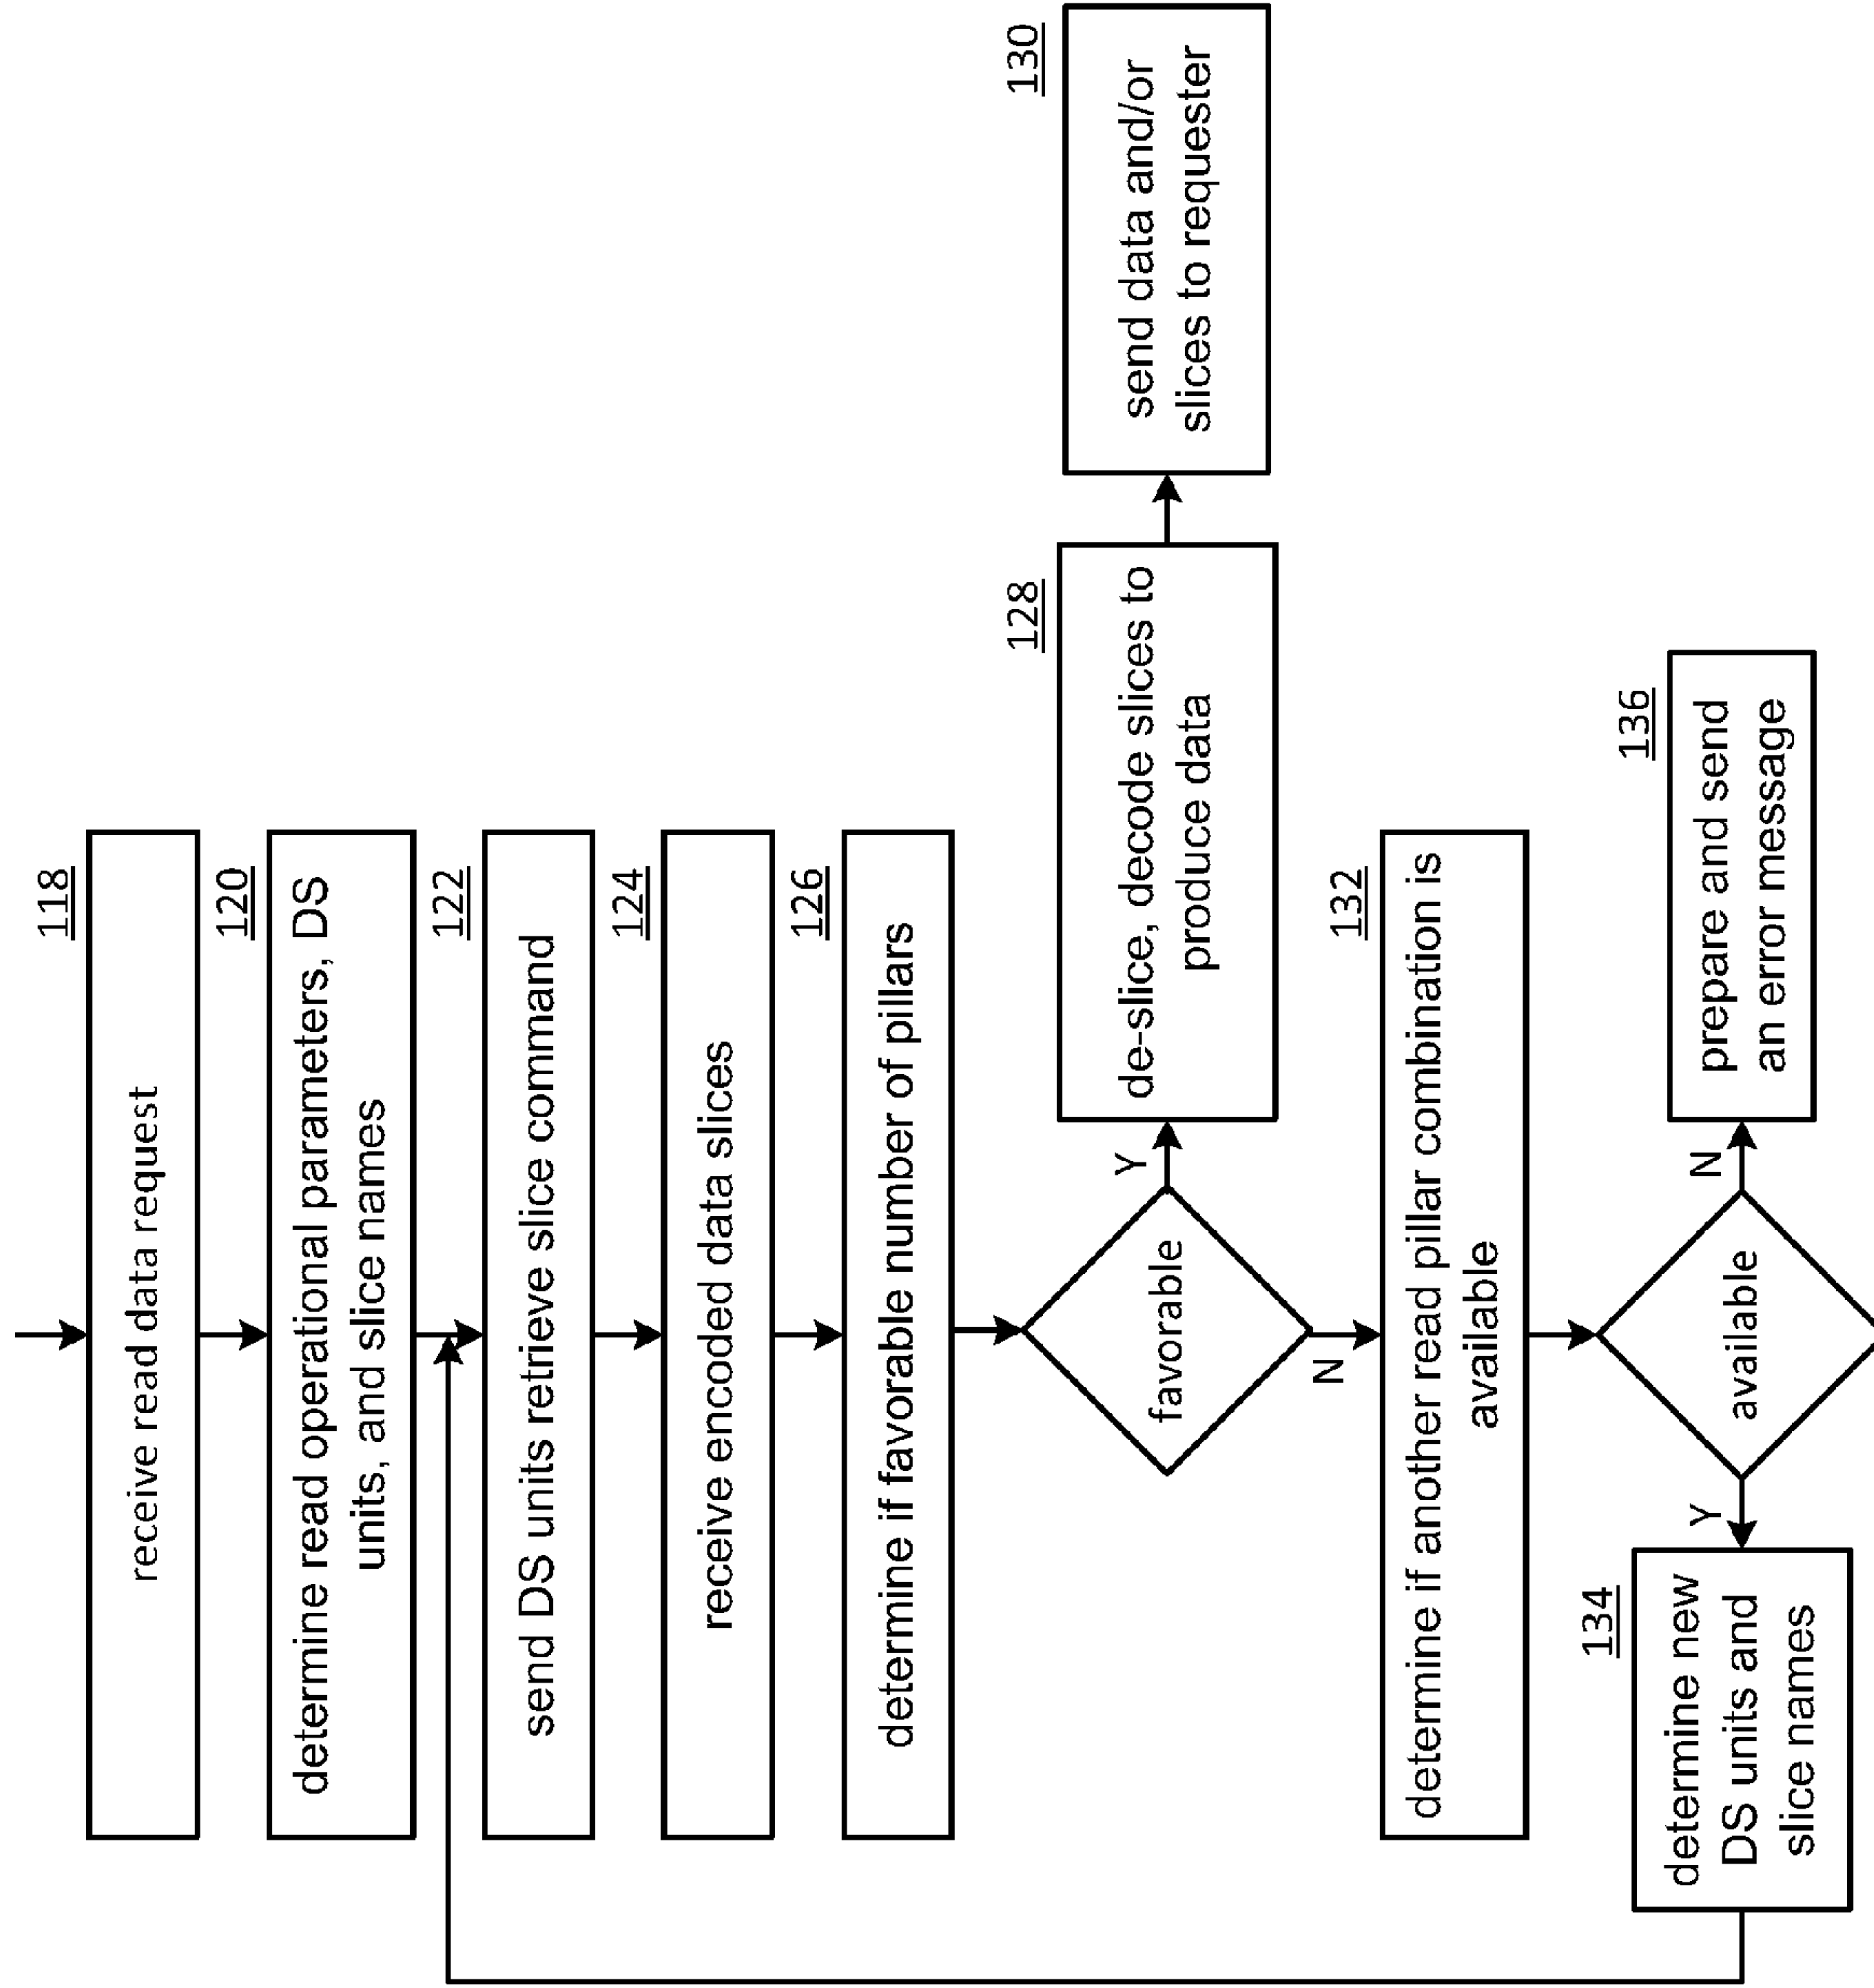 118
receive read data request
120
determine read operational parameters, DS
units, and slice names
122
send DS units retrieve slice command
124
receive encoded data slices
126
determine if favorable number of pillars
favorable
Y
N
128
de-slice, decode slices to
produce data
130
send data and/or
slices to requester
132
determine if another read pillar combination is
available
available
Y
N
134
determine new
DS units and
slice names
136
prepare and send
an error message